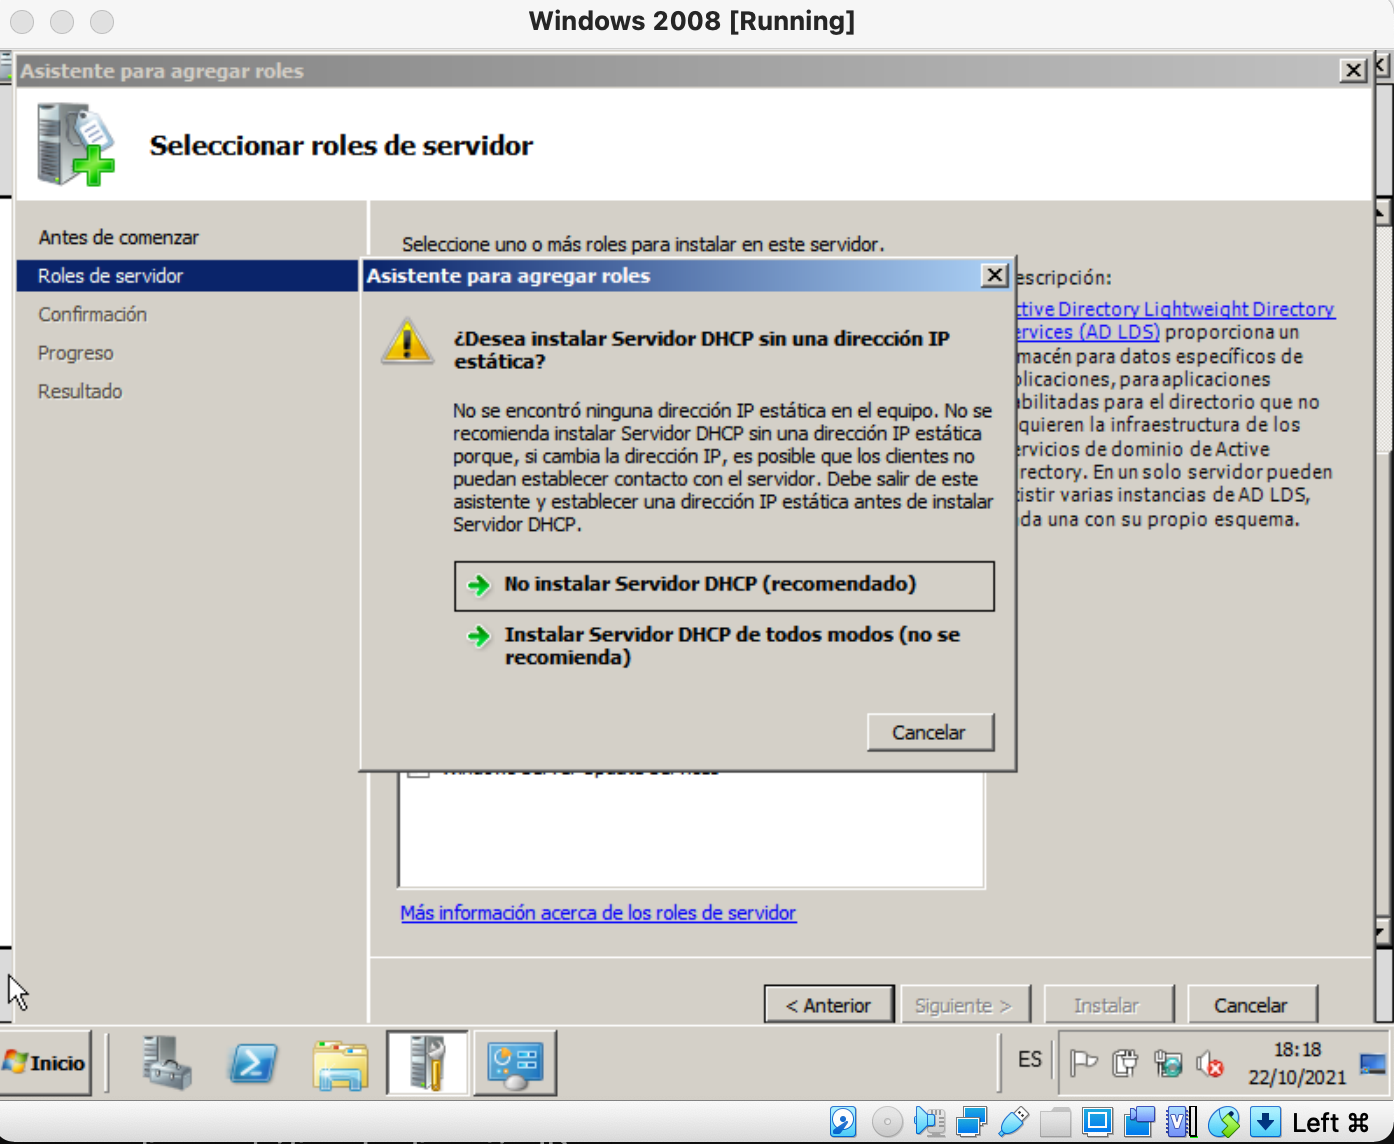 Windows 2008 [Running]
Asistente para agregar roles
Seleccionar roles de servidor
Antes de comenzar
Roles de servidor
Confirmación
Progreso
Resultado
Seleccione uno o más roles para instalar en este servidor.
Asistente para agregar roles
¿Desea instalar Servidor DHCP sin una dirección IP
estática?
No se encontró ninguna dirección IP estática en el equipo. No se
recomienda instalar Servidor DHCP sin una dirección IP estática
porque, si cambia la dirección IP, es posible que los clientes no
puedan establecer contacto con el servidor. Debe salir de este
asistente y establecer una dirección IP estática antes de instalar
Servidor DHCP.
No instalar Servidor DHCP (recomendado)
Instalar Servidor DHCP de todos modos (no se
recomienda)
Cancelar
escripción:
ctive Directory Lightweight Directory
ervices (AD LDS) proporciona un
macén para datos específicos de
plicaciones, para aplicaciones
abilitadas para el directorio que no
quieren la infraestructura de los
ervicios de dominio de Active
rectory. En un solo servidor pueden
istir varias instancias de AD LDS,
da una con su propio esquema.
Más información acerca de los roles de servidor
< Anterior
Siguiente >
Instalar
Cancelar
Inicio
ES
18:18
22/10/2021
Left ⌘